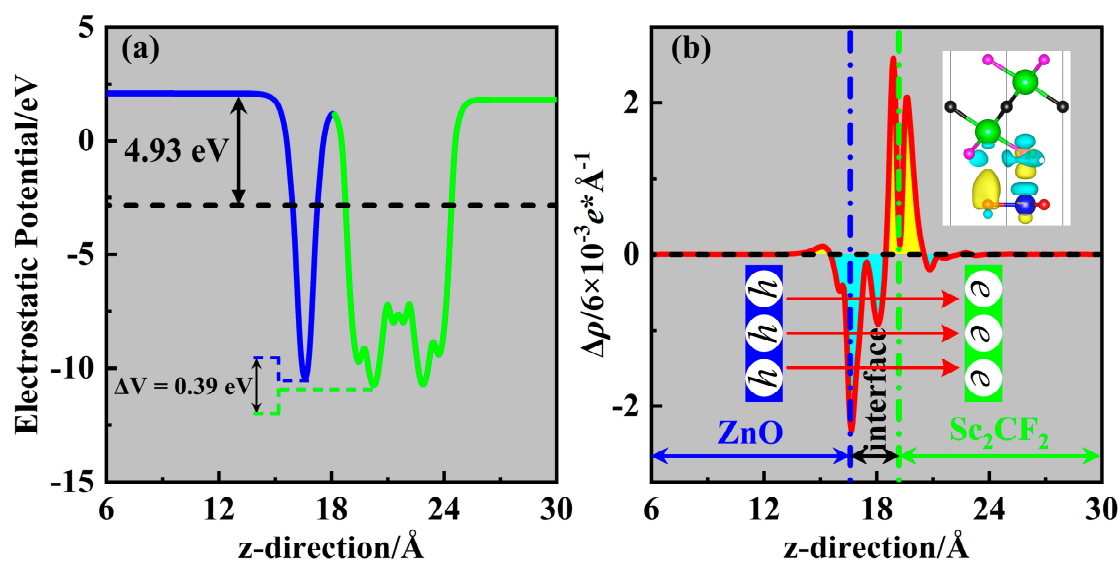 (a)
5
0
-5
-10
-15
Electrostatic Potential/eV
4.93 eV
ΔV = 0.39 eV
6 12 18 24 30
z-direction/Å
(b)
2
0
-2
Δρ/6×10⁻³e*Å⁻¹
h e
h e
h e
interface
ZnO
Sc₂CF₂
6 12 18 24 30
z-direction/Å